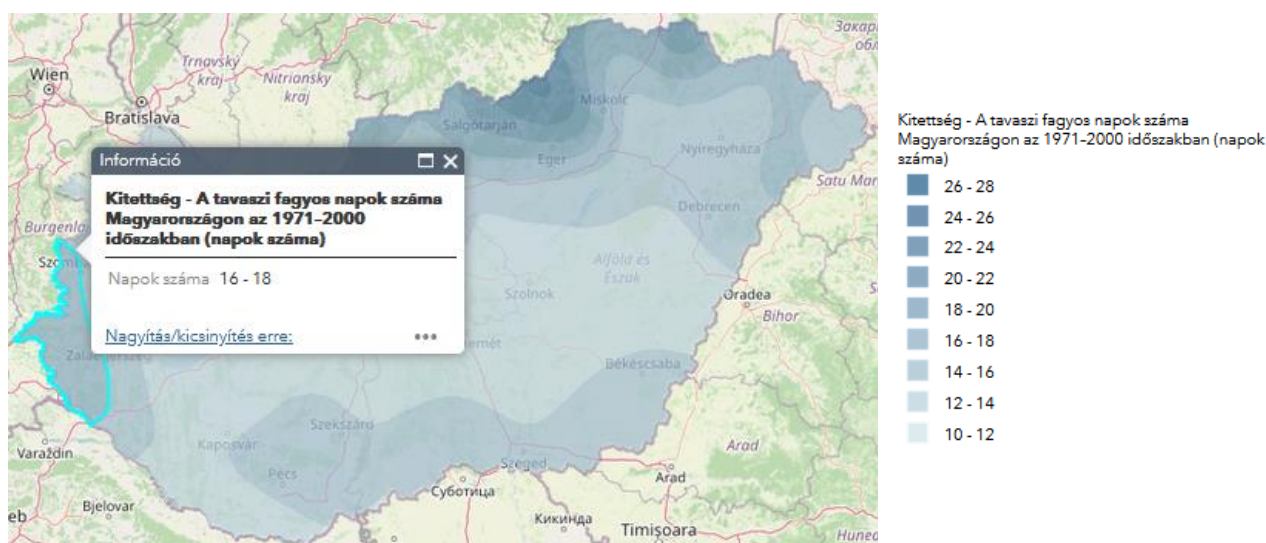 Закарп
обл
Trnavský
kraj
Nitriansky
kraj
Wien
Bratislava
Miskolc
Salgótarján
Információ
Eger
Nyíregyháza
Kitettség - A tavaszi fagyos napok száma
Magyarországon az 1971–2000
időszakban (napok száma)
Satu Mar
Debrecen
Burgenla
Szomb
Napok száma 16 - 18
Alföld és
Észak
Szolnok
Oradea
Bihor
Nagyítás/kicsinyítés erre:
emét
Zalaegerszeg
Békéscsaba
Szekszárd
Kaposvár
Varaždin
Arad
Pécs
Szeged
Arad
Суботица
Bjelovar
eb
Кикинда
Timișoara
Huned
Kitettség - A tavaszi fagyos napok száma
Magyarországon az 1971–2000 időszakban (napok
száma)
26 - 28
24 - 26
22 - 24
20 - 22
18 - 20
16 - 18
14 - 16
12 - 14
10 - 12